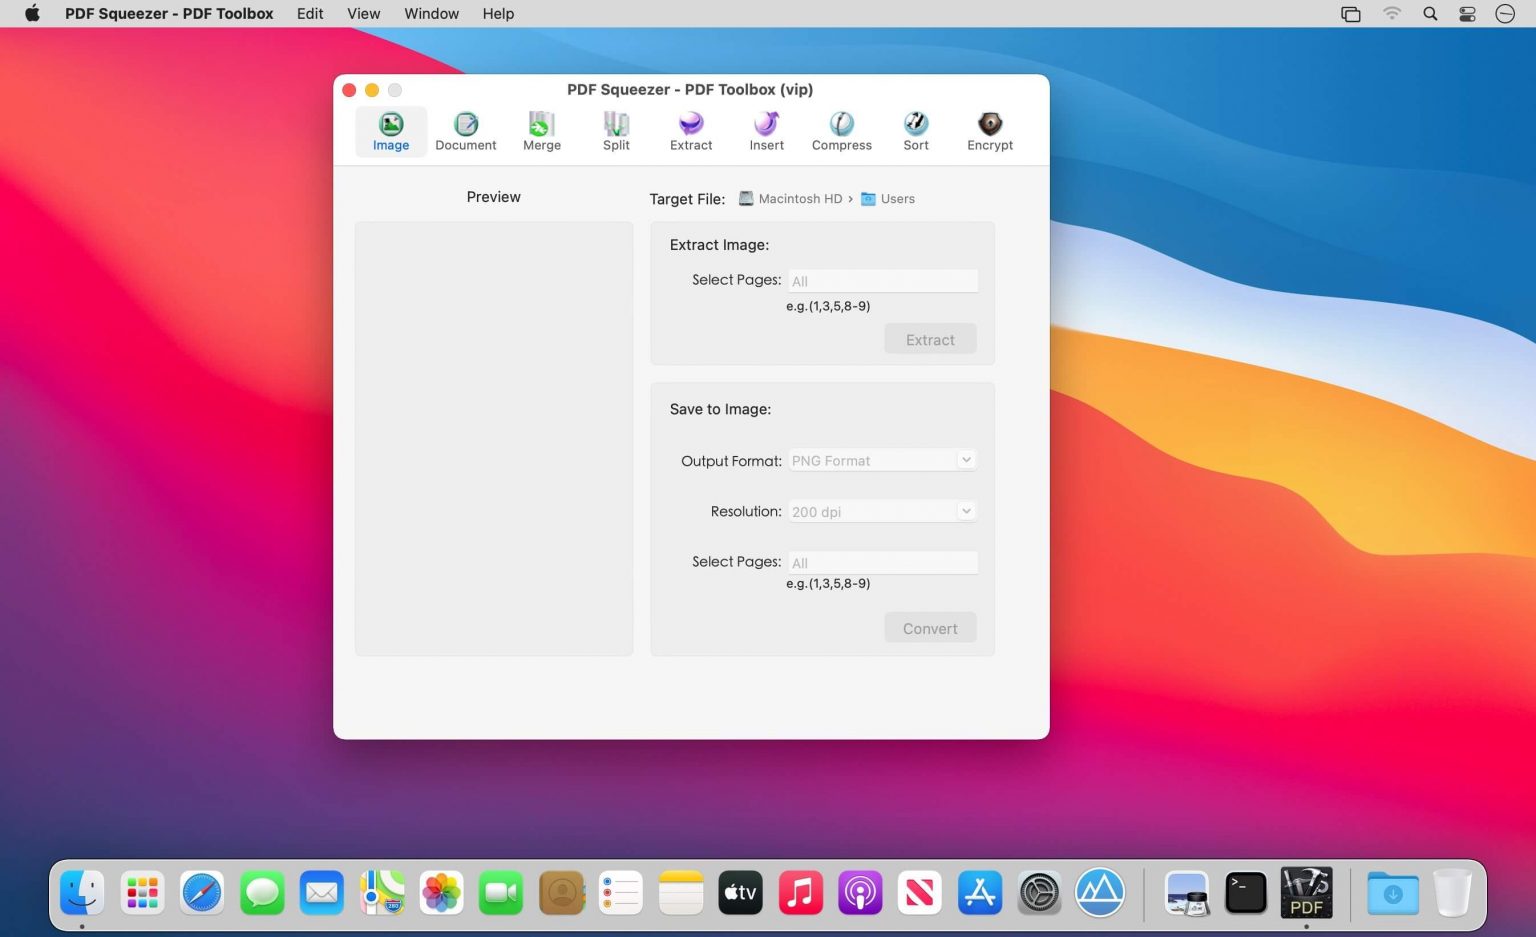 PDF Squeezer - PDF Toolbox Edit View Window Help
PDF Squeezer - PDF Toolbox (vip)
Image Document Merge Split Extract Insert Compress Sort Encrypt
Preview
Target File: Macintosh HD › Users
Extract Image:
Select Pages: All
e.g.(1,3,5,8-9)
Extract
Save to Image:
Output Format: PNG Format
Resolution: 200 dpi
Select Pages: All
e.g.(1,3,5,8-9)
Convert
280
tv
>_
PDF